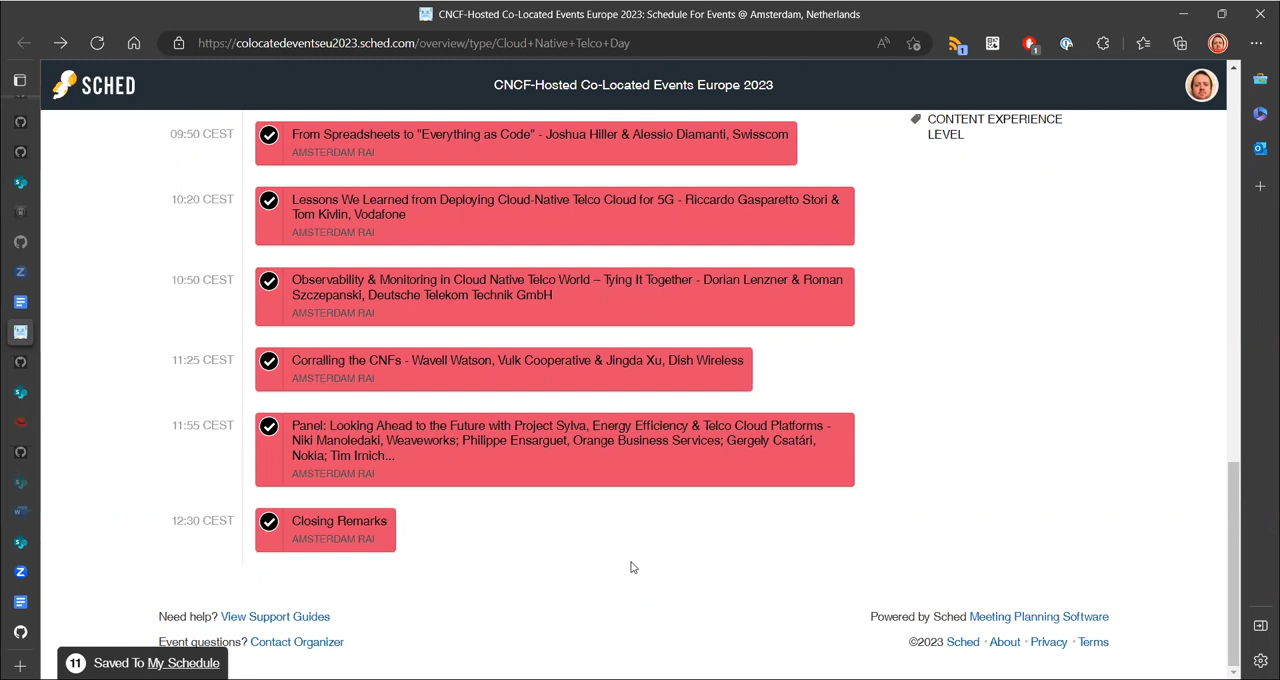 CNCF-Hosted Co-Located Events Europe 2023: Schedule For Events @ Amsterdam, Netherlands
https://colocatedeventseu2023.sched.com/overview/type/Cloud+Native+Telco+Day
SCHED
CNCF-Hosted Co-Located Events Europe 2023
09:50 CEST
From Spreadsheets to "Everything as Code" - Joshua Hiller & Alessio Diamanti, Swisscom
AMSTERDAM RAI
CONTENT EXPERIENCE
LEVEL
10:20 CEST
Lessons We Learned from Deploying Cloud-Native Telco Cloud for 5G - Riccardo Gasparetto Stori &
Tom Kivlin, Vodafone
AMSTERDAM RAI
10:50 CEST
Observability & Monitoring in Cloud Native Telco World – Tying It Together - Dorian Lenzner & Roman
Szczepanski, Deutsche Telekom Technik GmbH
AMSTERDAM RAI
11:25 CEST
Corralling the CNFs - Wavell Watson, Vulk Cooperative & Jingda Xu, Dish Wireless
AMSTERDAM RAI
11:55 CEST
Panel: Looking Ahead to the Future with Project Sylva, Energy Efficiency & Telco Cloud Platforms -
Niki Manoledaki, Weaveworks; Philippe Ensarguet, Orange Business Services; Gergely Csatári,
Nokia; Tim Irnich...
AMSTERDAM RAI
12:30 CEST
Closing Remarks
AMSTERDAM RAI
Need help? View Support Guides
Powered by Sched Meeting Planning Software
Event questions? Contact Organizer
©2023 Sched • About • Privacy • Terms
11 Saved To My Schedule